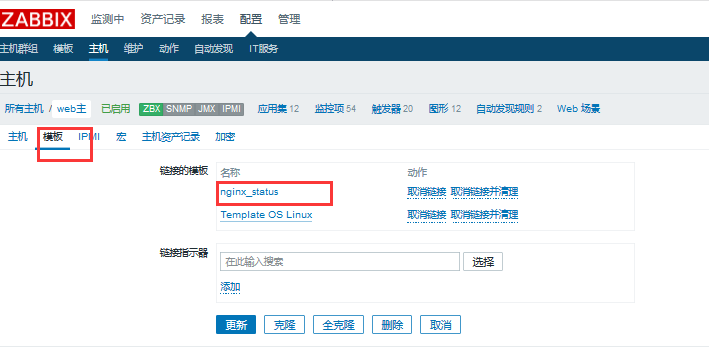 ZABBIX 监测中 资产记录 报表 配置 管理
主机群组 模板 主机 维护 动作 自动发现 IT服务
主机
所有主机 / web主 已启用 ZBX SNMP JMX IPMI 应用集 12 监控项 54 触发器 20 图形 12 自动发现规则 2 Web 场景
主机 模板 IPMI 宏 主机资产记录 加密
链接的模板 名称 动作
nginx_status 取消链接 取消链接并清理
Template OS Linux 取消链接 取消链接并清理
链接指示器 在此输入搜索 选择
添加
更新 克隆 全克隆 删除 取消